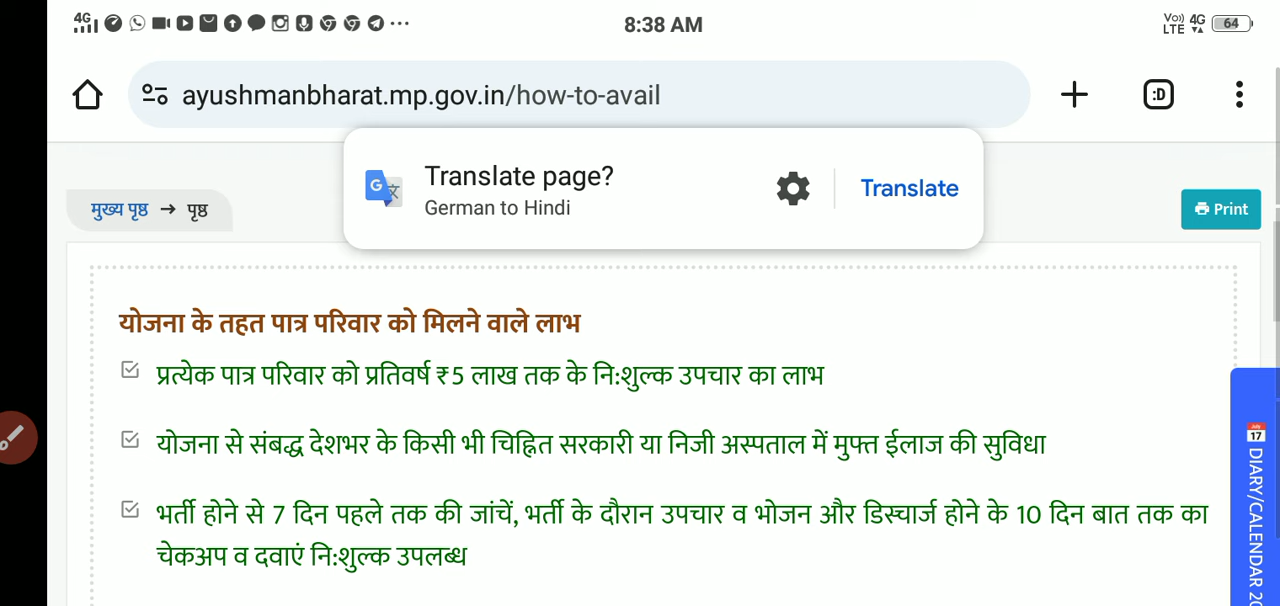 4G 8:38 AM Vo) LTE 4G 64
ayushmanbharat.mp.gov.in/how-to-avail :D
Translate page?
German to Hindi
Translate
मुख्य पृष्ठ → पृष्ठ
Print
योजना के तहत पात्र परिवार को मिलने वाले लाभ
प्रत्येक पात्र परिवार को प्रतिवर्ष ₹5 लाख तक के नि:शुल्क उपचार का लाभ
योजना से संबद्ध देशभर के किसी भी चिह्नित सरकारी या निजी अस्पताल में मुफ्त ईलाज की सुविधा
भर्ती होने से 7 दिन पहले तक की जांचें, भर्ती के दौरान उपचार व भोजन और डिस्चार्ज होने के 10 दिन बात तक का
चेकअप व दवाएं नि:शुल्क उपलब्ध
17 DIARY/CALENDAR